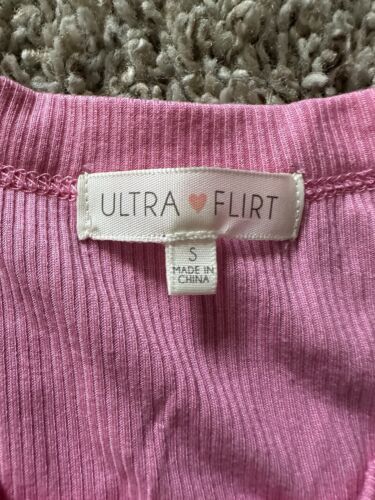 ULTRA ♥ FLIRT
S
MADE IN
CHINA